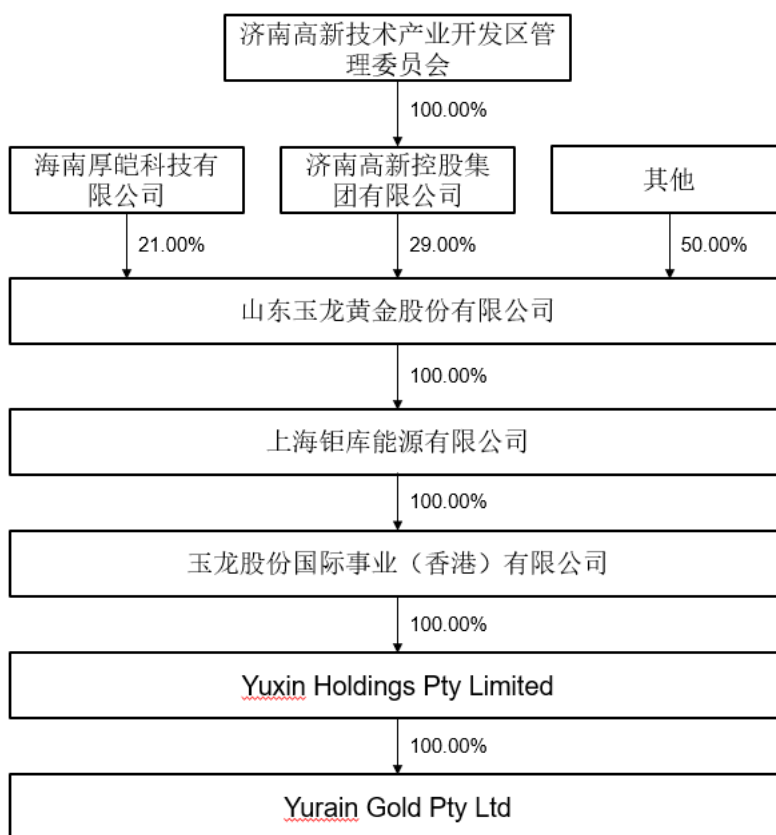 济南高新技术产业开发区管
理委员会
100.00%
海南厚皑科技有
限公司
济南高新控股集
团有限公司
其他
21.00%
29.00%
50.00%
山东玉龙黄金股份有限公司
100.00%
上海钜库能源有限公司
100.00%
玉龙股份国际事业（香港）有限公司
100.00%
Yuxin Holdings Pty Limited
100.00%
Yurain Gold Pty Ltd